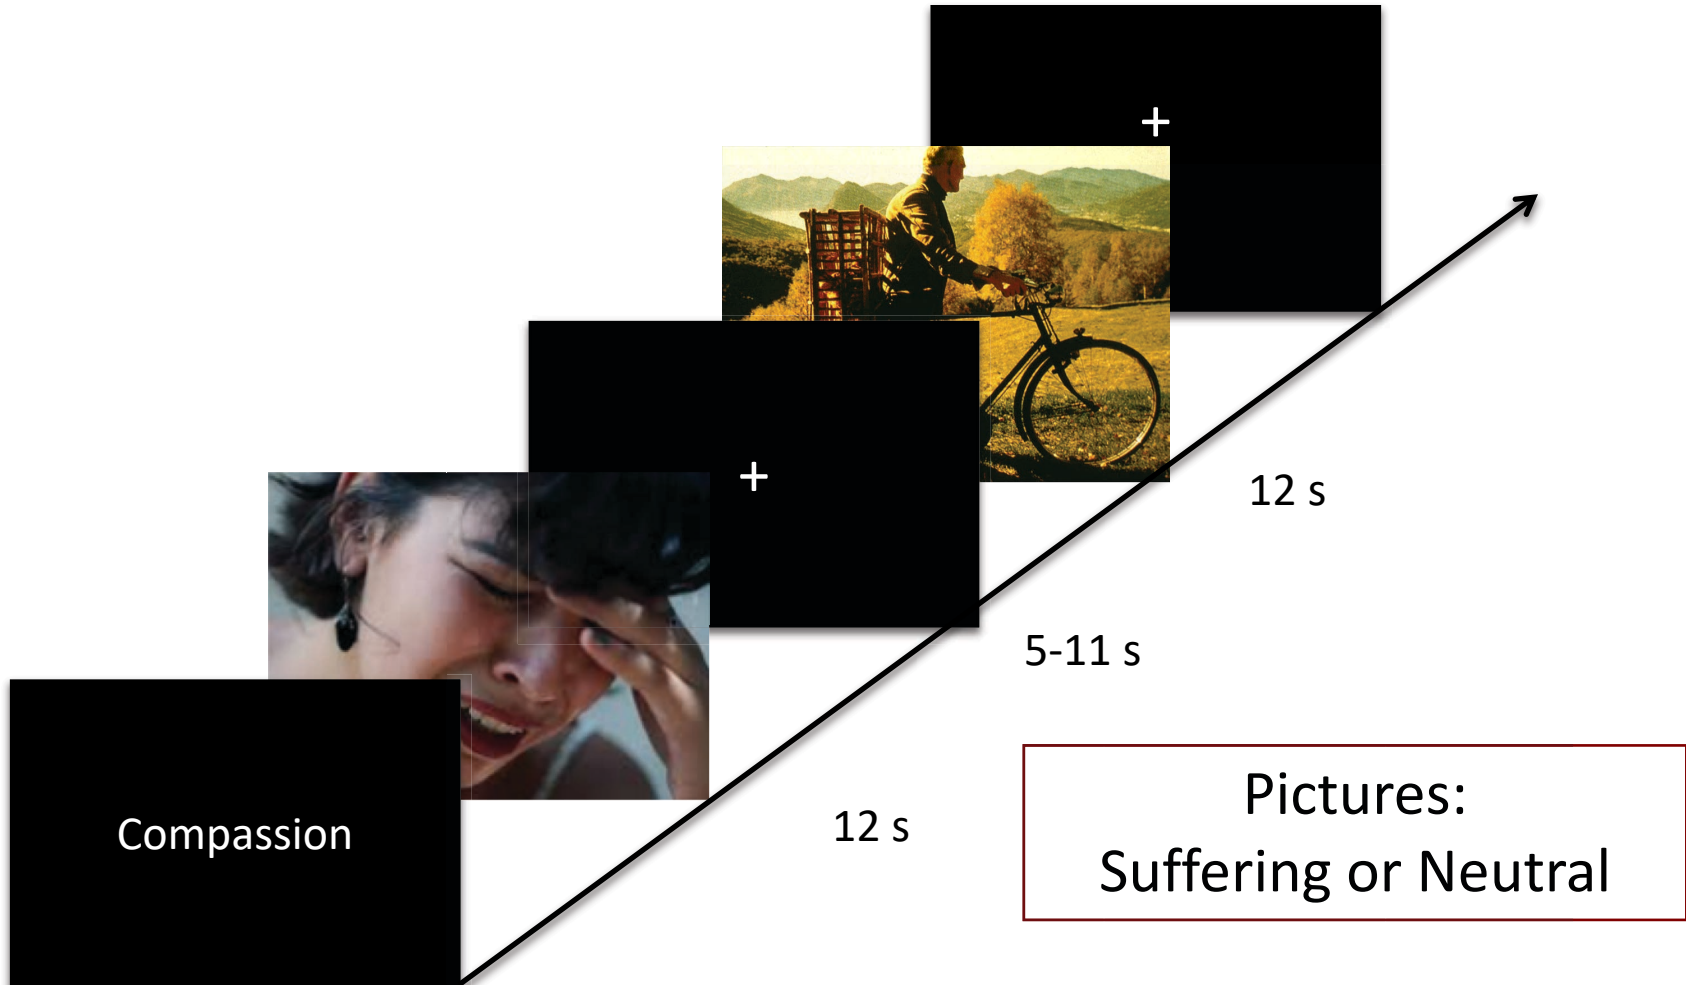 +
+
12 s
5-11 s
12 s
Compassion
Pictures:
Suffering or Neutral